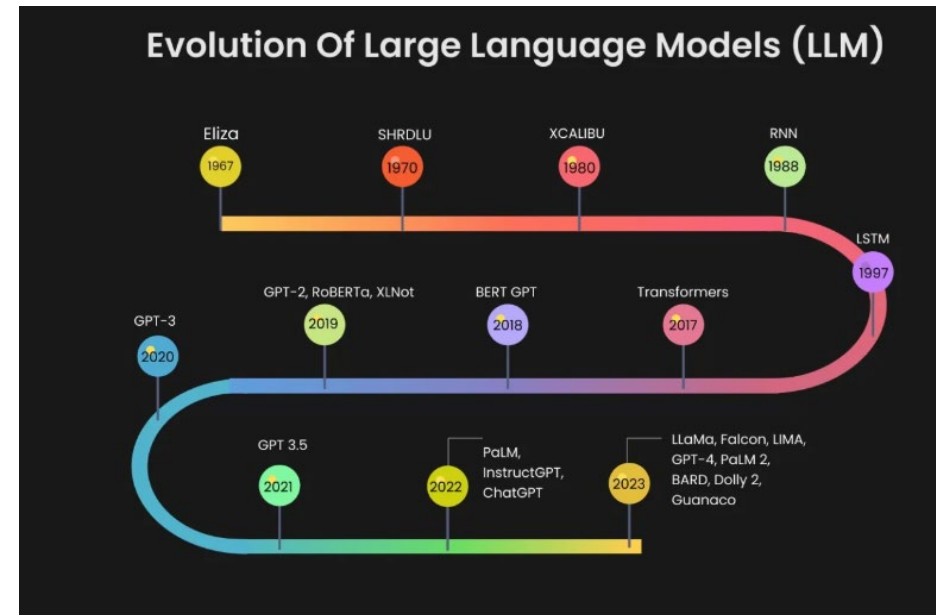 Evolution Of Large Language Models (LLM)
Eliza
1967
SHRDLU
1970
XCALIBU
1980
RNN
1988
LSTM
1997
Transformers
2017
BERT GPT
2018
GPT-2, RoBERTa, XLNot
2019
GPT-3
2020
GPT 3.5
2021
PaLM,
InstructGPT,
ChatGPT
2022
LLaMa, Falcon, LIMA,
GPT-4, PaLM 2,
BARD, Dolly 2,
Guanaco
2023